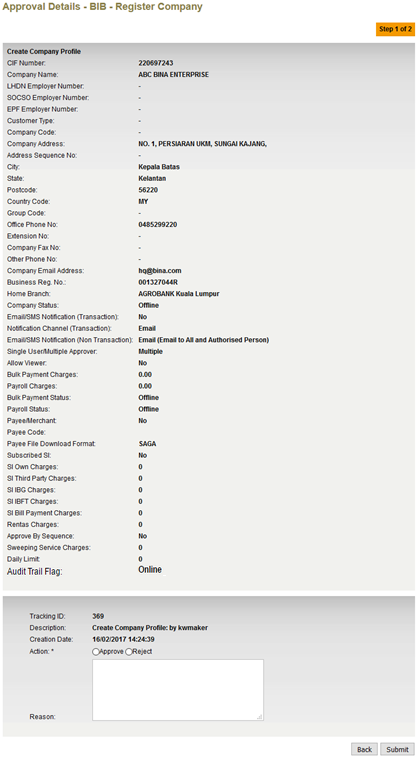 Approval Details - BIB - Register Company
Step 1 of 2
Create Company Profile
CIF Number: 220697243
Company Name: ABC BINA ENTERPRISE
LHDN Employer Number: -
SOCSO Employer Number: -
EPF Employer Number: -
Customer Type: -
Company Code: -
Company Address: NO. 1, PERSIARAN UKM, SUNGAI KAJANG,
Address Sequence No: -
City: Kepala Batas
State: Kelantan
Postcode: 56220
Country Code: MY
Group Code: -
Office Phone No: 0485299220
Extension No: -
Company Fax No: -
Other Phone No: -
Company Email Address: hq@bina.com
Business Reg. No.: 001327044R
Home Branch: AGROBANK Kuala Lumpur
Company Status: Offline
Email/SMS Notification (Transaction): No
Notification Channel (Transaction): Email
Email/SMS Notification (Non Transaction): Email (Email to All and Authorised Person)
Single User/Multiple Approver: Multiple
Allow Viewer: No
Bulk Payment Charges: 0.00
Payroll Charges: 0.00
Bulk Payment Status: Offline
Payroll Status: Offline
Payee/Merchant: No
Payee Code:
Payee File Download Format: SAGA
Subscribed SI: No
SI Own Charges: 0
SI Third Party Charges: 0
SI IBG Charges: 0
SI IBFT Charges: 0
SI Bill Payment Charges: 0
Rentas Charges: 0
Approve By Sequence: No
Sweeping Service Charges: 0
Daily Limit: 0
Audit Trail Flag: Online
Tracking ID: 369
Description: Create Company Profile: by kwmaker
Creation Date: 16/02/2017 14:24:39
Action: * Approve Reject
Reason:
Back Submit